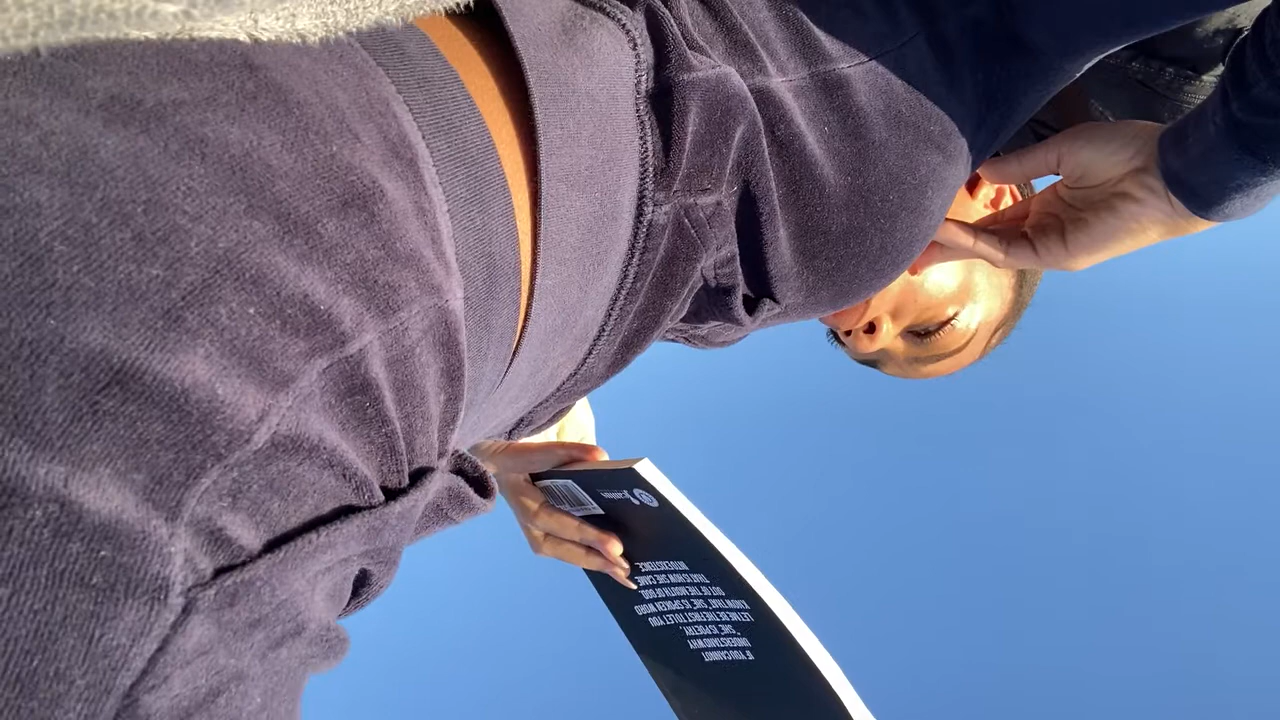 IF YOU CANNOT
UNDERSTAND WHY
"SHE" IS POETRY,
LET ME BE THE FIRST TO LET YOU
KNOW THAT, "SHE" IS SPOKEN WORD
OUT OF THE MOUTH OF GOD
THAT IS HOW SHE CAME
INTO EXISTENCE.